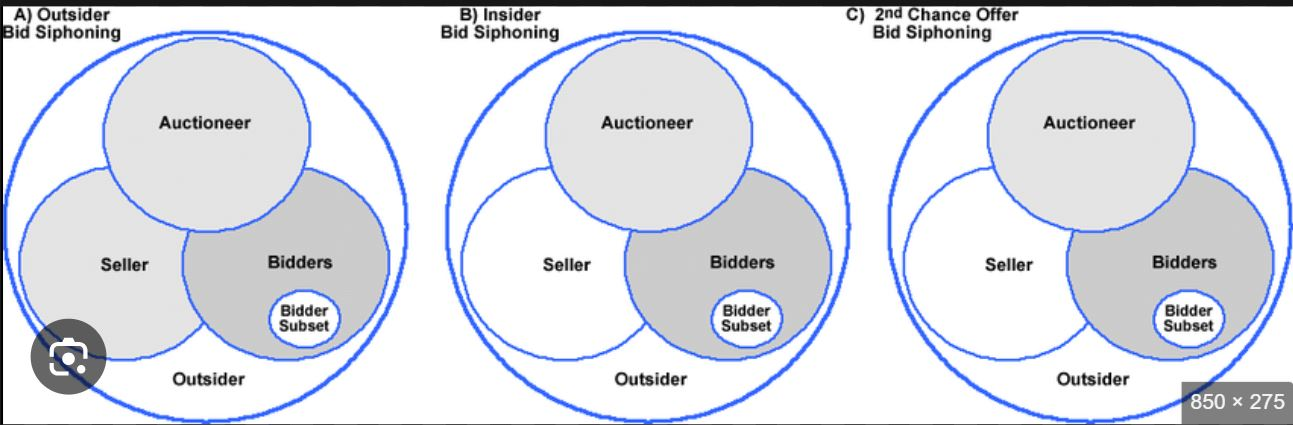 A) Outsider
Bid Siphoning
Auctioneer
Seller
Bidders
Bidder
Subset
Outsider
B) Insider
Bid Siphoning
Auctioneer
Seller
Bidders
Bidder
Subset
Outsider
C) 2nd Chance Offer
Bid Siphoning
Auctioneer
Seller
Bidders
Bidder
Subset
Outsider
850 × 275